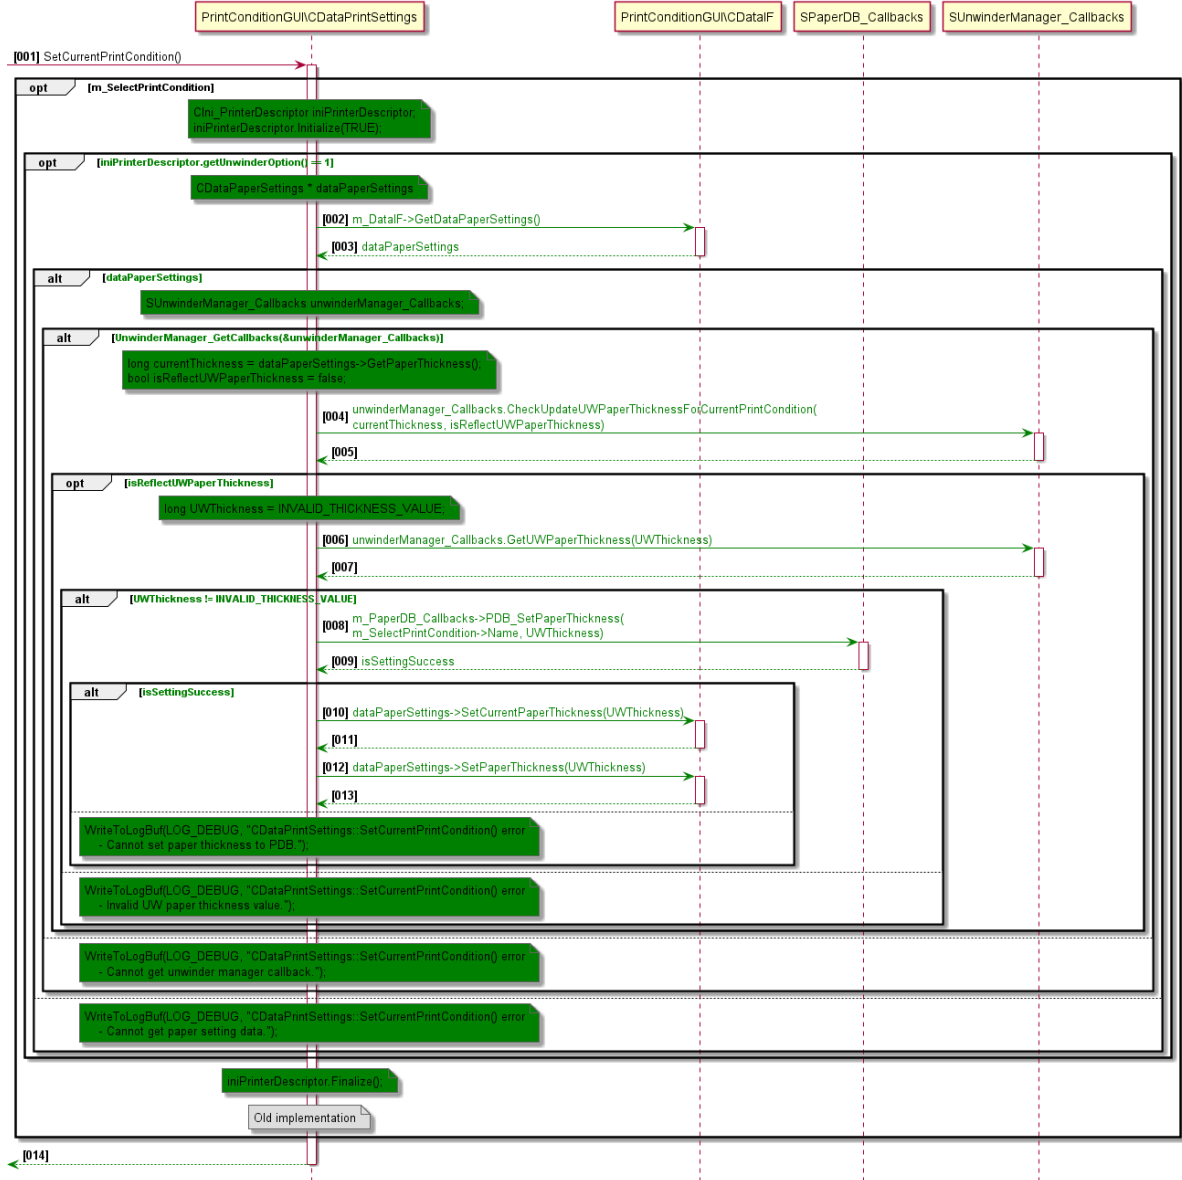 PrintConditionGUI\CDataPrintSettings
PrintConditionGUI\CDataIF
SPaperDB_Callbacks
SUnwinderManager_Callbacks
[001] SetCurrentPrintCondition()
opt [m_SelectPrintCondition]
CIni_PrinterDescriptor iniPrinterDescriptor;
iniPrinterDescriptor.Initialize(TRUE);
opt [iniPrinterDescriptor.getUnwinderOption() == 1]
CDataPaperSettings * dataPaperSettings
[002] m_DataIF->GetDataPaperSettings()
[003] dataPaperSettings
alt [dataPaperSettings]
SUnwinderManager_Callbacks unwinderManager_Callbacks;
alt [UnwinderManager_GetCallbacks(&unwinderManager_Callbacks)]
long currentThickness = dataPaperSettings->GetPaperThickness();
bool isReflectUWPaperThickness = false;
[004] unwinderManager_Callbacks.CheckUpdateUWPaperThicknessForCurrentPrintCondition(
currentThickness, isReflectUWPaperThickness)
[005]
opt [isReflectUWPaperThickness]
long UWThickness = INVALID_THICKNESS_VALUE;
[006] unwinderManager_Callbacks.GetUWPaperThickness(UWThickness)
[007]
alt [UWThickness != INVALID_THICKNESS_VALUE]
[008] m_PaperDB_Callbacks->PDB_SetPaperThickness(
m_SelectPrintCondition->Name, UWThickness)
[009] isSettingSuccess
alt [isSettingSuccess]
[010] dataPaperSettings->SetCurrentPaperThickness(UWThickness)
[011]
[012] dataPaperSettings->SetPaperThickness(UWThickness)
[013]
WriteToLogBuf(LOG_DEBUG, "CDataPrintSettings::SetCurrentPrintCondition() error
- Cannot set paper thickness to PDB.");
WriteToLogBuf(LOG_DEBUG, "CDataPrintSettings::SetCurrentPrintCondition() error
- Invalid UW paper thickness value.");
WriteToLogBuf(LOG_DEBUG, "CDataPrintSettings::SetCurrentPrintCondition() error
- Cannot get unwinder manager callback.");
WriteToLogBuf(LOG_DEBUG, "CDataPrintSettings::SetCurrentPrintCondition() error
- Cannot get paper setting data.");
iniPrinterDescriptor.Finalize();
Old implementation
[014]